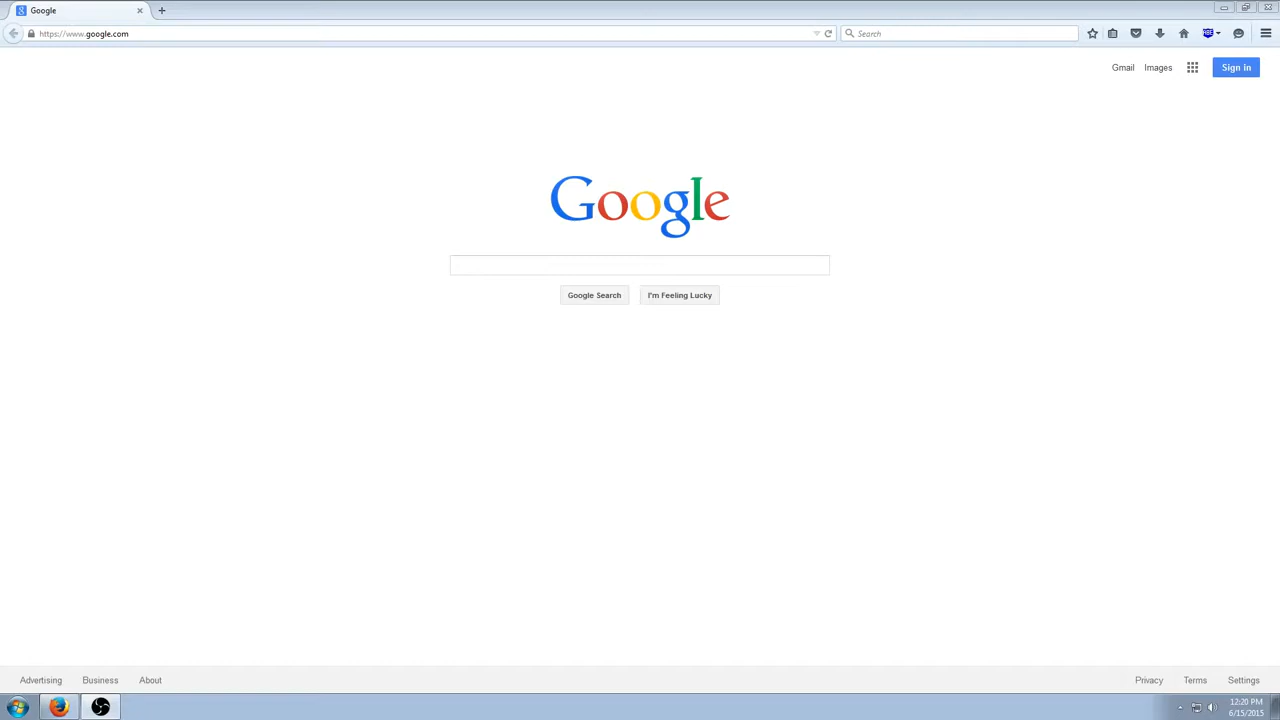 Google
https://www.google.com
Search
Gmail Images Sign in
Google
Google Search I'm Feeling Lucky
Advertising Business About Privacy Terms Settings
12:20 PM
6/15/2015